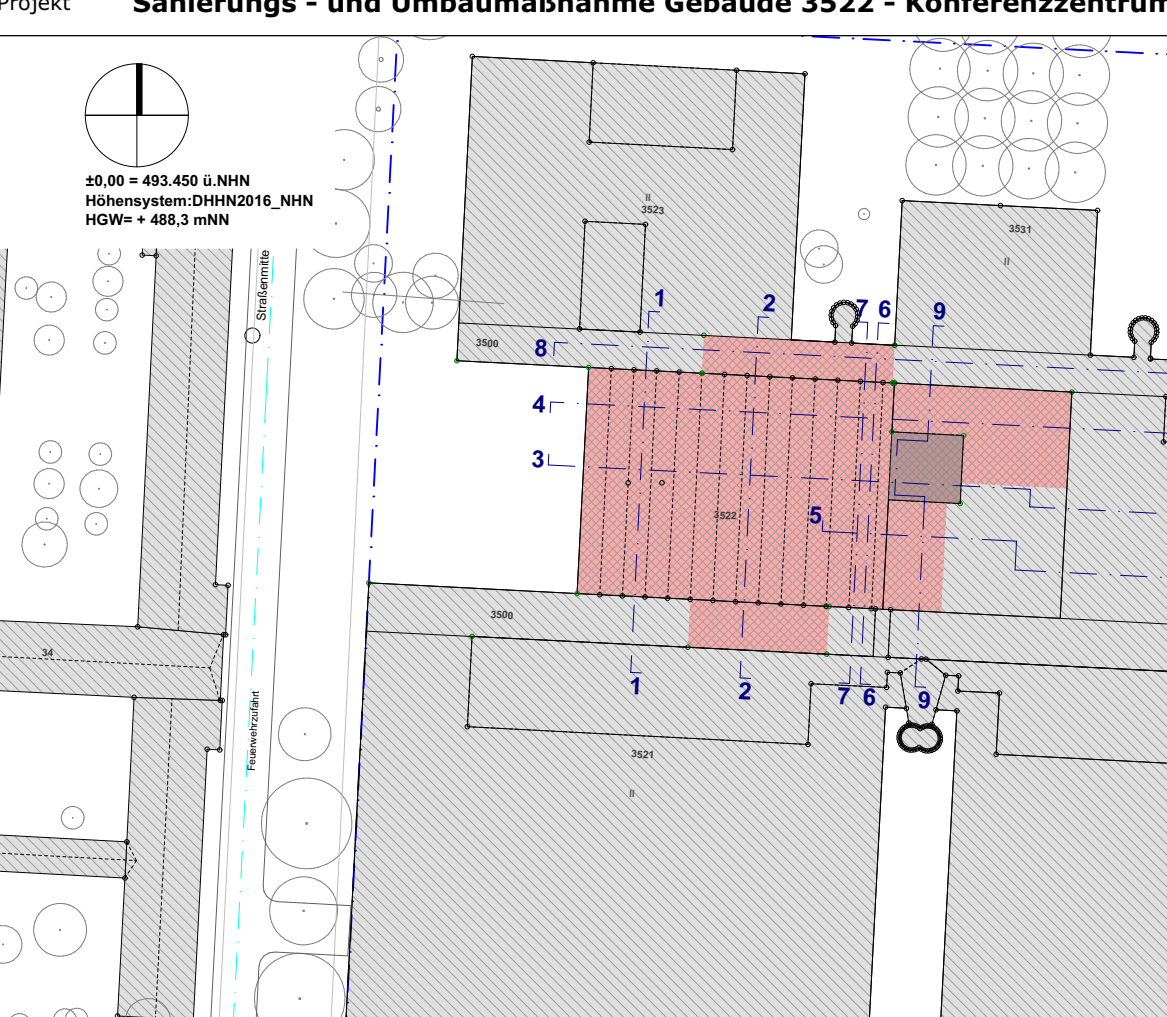 Projekt
Sanierungs - und Umbaumaßnahme Gebäude 3522 - Konferenzzentrum
±0,00 = 493.450 ü.NHN
Höhensystem:DHHN2016_NHN
HGW= + 488,3 mNN
Straßenmitte
II
3523
3531
II
1
2
7
6
9
8
3500
4
3
5
3522
3500
34
1
2
7
6
9
Feuerwehrzufahrt
3521
II